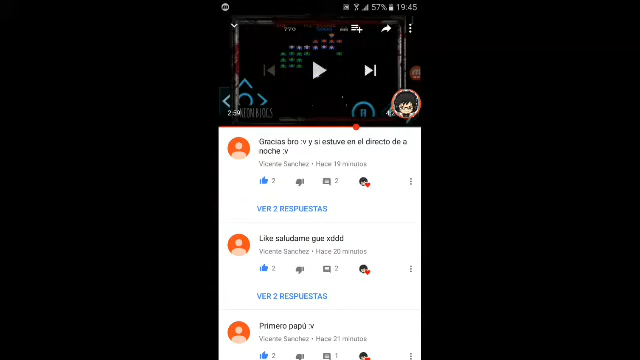 57% 19:45
770
2:59
Gracias bro :v y si estuve en el directo de a
noche :v
Vicente Sanchez • Hace 19 minutos
2 2
VER 2 RESPUESTAS
Like saludame gue xddd
Vicente Sanchez • Hace 20 minutos
2 2
VER 2 RESPUESTAS
Primero papú :v
Vicente Sanchez • Hace 21 minutos
2 1